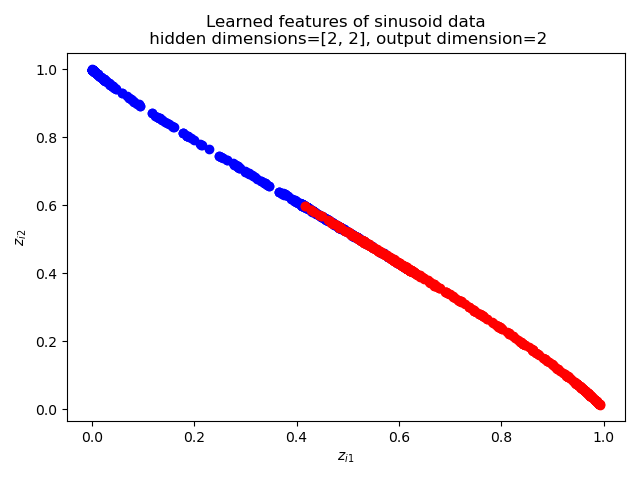 Learned features of sinusoid data
hidden dimensions=[2, 2], output dimension=2
1.0
0.8
0.6
0.4
0.2
0.0
z_{i2}
0.0 0.2 0.4 0.6 0.8 1.0
z_{i1}